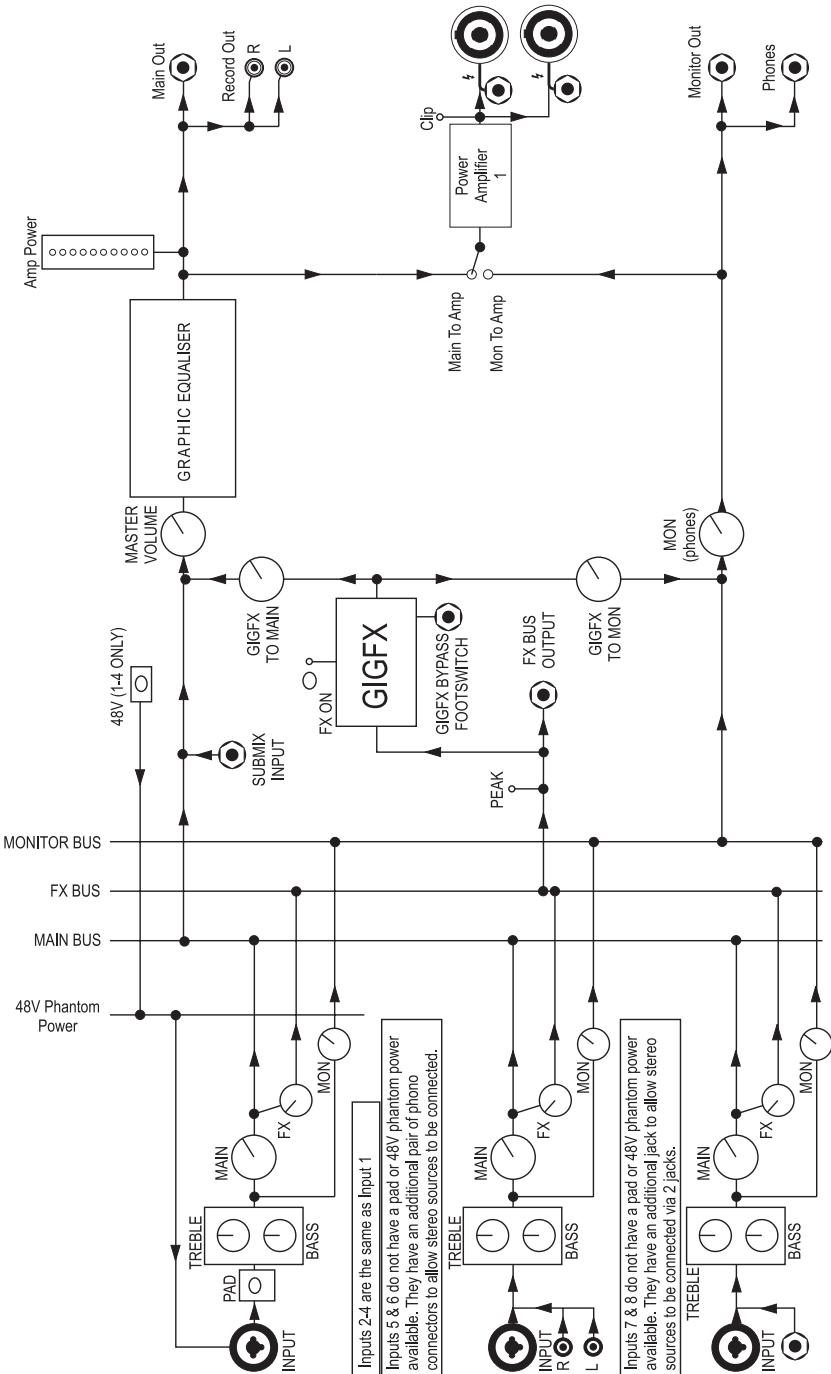 Main Out
Record Out
R
L
Clip
Monitor Out
Phones
Amp Power
Power
Amplifier
1
Main To Amp
Mon To Amp
GRAPHIC EQUALISER
MASTER
VOLUME
MON
(phones)
48V (1-4 ONLY)
GIGFX
TO MAIN
FX ON
GIGFX
GIGFX BYPASS
FOOTSWITCH
FX BUS
OUTPUT
GIGFX
TO MON
SUBMIX
INPUT
PEAK
MONITOR BUS
FX BUS
MAIN BUS
48V Phantom
Power
INPUT
PAD
TREBLE
BASS
MAIN
FX
MON
Inputs 2-4 are the same as Input 1
Inputs 5 & 6 do not have a pad or 48V phantom power
available. They have an additional pair of phono
connectors to allow stereo sources to be connected.
INPUT
R
L
TREBLE
BASS
MAIN
FX
MON
Inputs 7 & 8 do not have a pad or 48V phantom power
available. They have an additional jack to allow stereo
sources to be connected via 2 jacks.
INPUT
TREBLE
BASS
MAIN
FX
MON